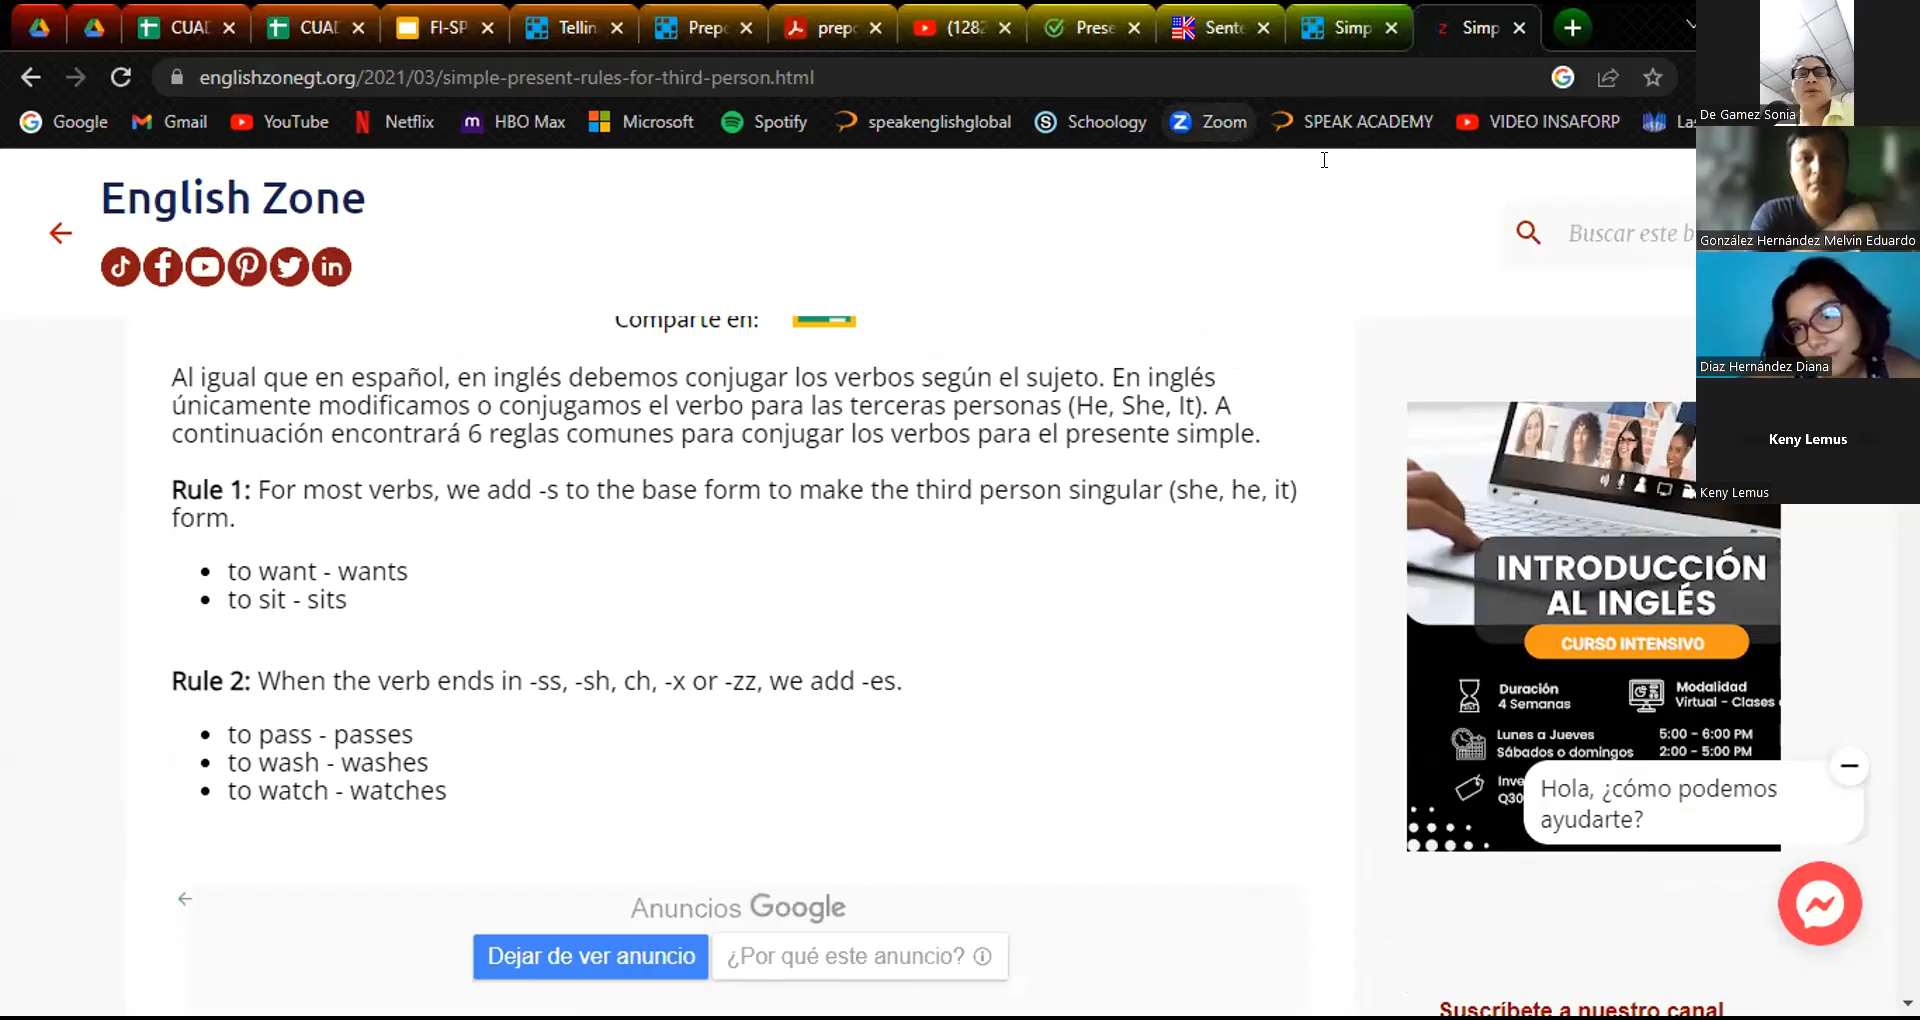 CUAD
CUAD
FI-SP
Tellin
Prepo
prepo
(1282
Prese
Sente
Simp
Simp
englishzonegt.org/2021/03/simple-present-rules-for-third-person.html
Google
Gmail
YouTube
Netflix
HBO Max
Microsoft
Spotify
speakenglishglobal
Schoology
Zoom
SPEAK ACADEMY
VIDEO INSAFORP
Las
De Gamez Sonia
González Hernández Melvin Eduardo
Diaz Hernández Diana
Keny Lemus
Keny Lemus
English Zone
Buscar este b
Comparte en:
Al igual que en español, en inglés debemos conjugar los verbos según el sujeto. En inglés
únicamente modificamos o conjugamos el verbo para las terceras personas (He, She, It). A
continuación encontrará 6 reglas comunes para conjugar los verbos para el presente simple.
Rule 1: For most verbs, we add -s to the base form to make the third person singular (she, he, it)
form.
• to want - wants
• to sit - sits
Rule 2: When the verb ends in -ss, -sh, ch, -x or -zz, we add -es.
• to pass - passes
• to wash - washes
• to watch - watches
Anuncios Google
Dejar de ver anuncio
¿Por qué este anuncio?
INTRODUCCIÓN
AL INGLÉS
CURSO INTENSIVO
Duración
4 Semanas
Modalidad
Virtual - Clases
Lunes a Jueves 5:00 - 6:00 PM
Sábados o domingos 2:00 - 5:00 PM
Inve
Q30
Hola, ¿cómo podemos
ayudarte?
Suscríbete a nuestro canal